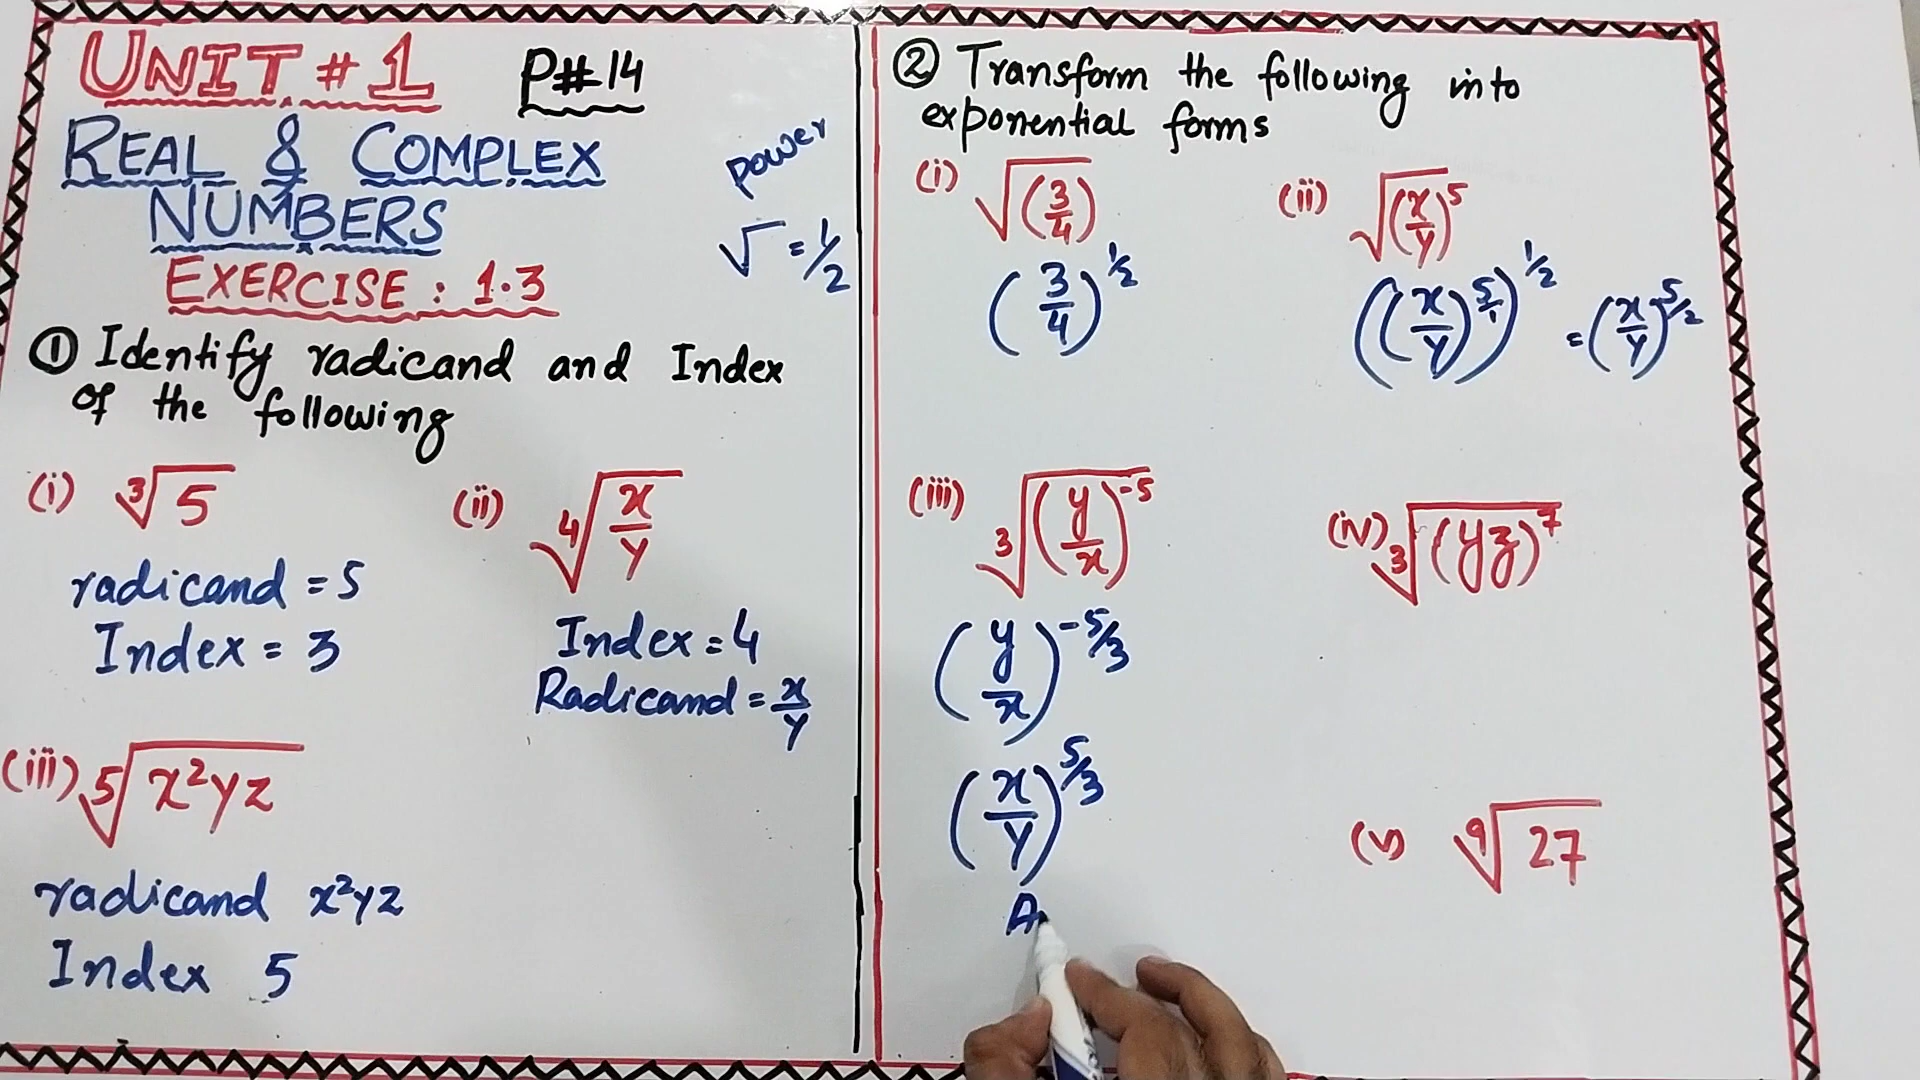 UNIT # 1 P#14
REAL & COMPLEX
NUMBERS
EXERCISE : 1.3
power
√ = 1/2
① Identify radicand and Index
of the following
(i) ³√5
radicand = 5
Index = 3
(ii) ⁴√(x/y)
Index = 4
Radicand = x/y
(iii) ⁵√(x²yz)
radicand x²yz
Index 5
② Transform the following into
exponential forms
(i) √(3/4)
(3/4)^1/2
(ii) √(x/y)^5
((x/y)^5/1)^1/2 = (x/y)^5/2
(iii) ³√(y/x)^-5
(y/x)^-5/3
(x/y)^5/3
A
(iv) ³√(yz)^7
(v) ⁹√27